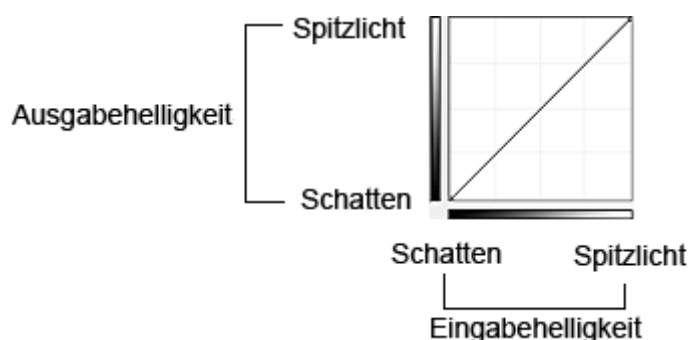 Spitzlicht
Ausgabehelligkeit
Schatten
Schatten Spitzlicht
Eingabehelligkeit